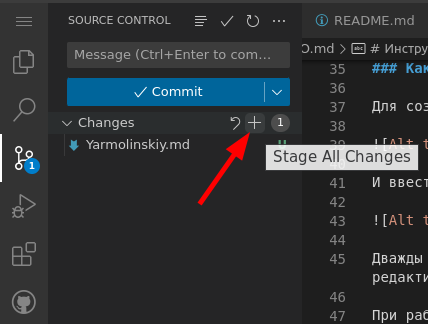 SOURCE CONTROL
Message (Ctrl+Enter to com...
Commit
Changes
1
Yarmolinskiy.md
Stage All Changes
1
README.md
O.md > # Инстру
35 ### Как
36
37 Для соз
38
![Alt t
41 И ввест
42
43 ![Alt t
44
45 Дважды
редакти
46
47 При раб